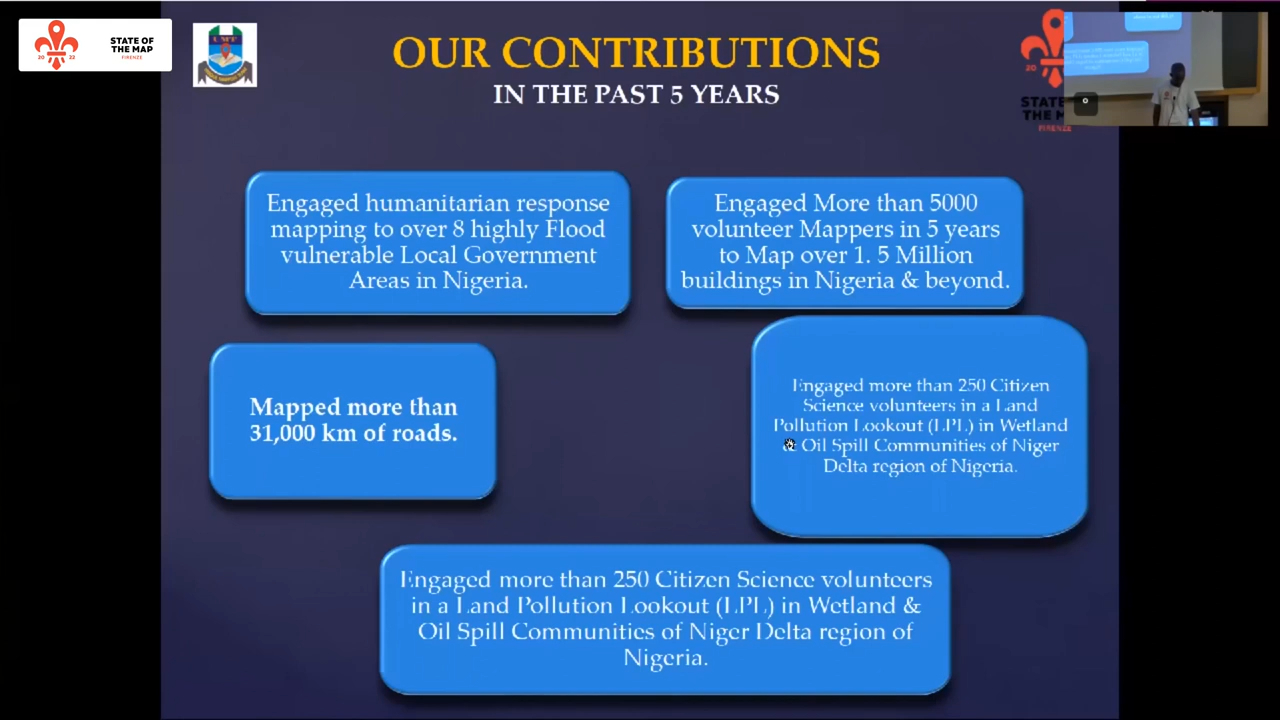 STATE OF
THE MAP
FIRENZE
20 22
OUR CONTRIBUTIONS
IN THE PAST 5 YEARS
20
STATE
THE M
FIRENZE
Engaged humanitarian response
mapping to over 8 highly Flood
vulnerable Local Government
Areas in Nigeria.
Engaged More than 5000
volunteer Mappers in 5 years
to Map over 1. 5 Million
buildings in Nigeria & beyond.
Mapped more than
31,000 km of roads.
Engaged more than 250 Citizen
Science volunteers in a Land
Pollution Lookout (LPL) in Wetland
& Oil Spill Communities of Niger
Delta region of Nigeria.
Engaged more than 250 Citizen Science volunteers
in a Land Pollution Lookout (LPL) in Wetland &
Oil Spill Communities of Niger Delta region of
Nigeria.